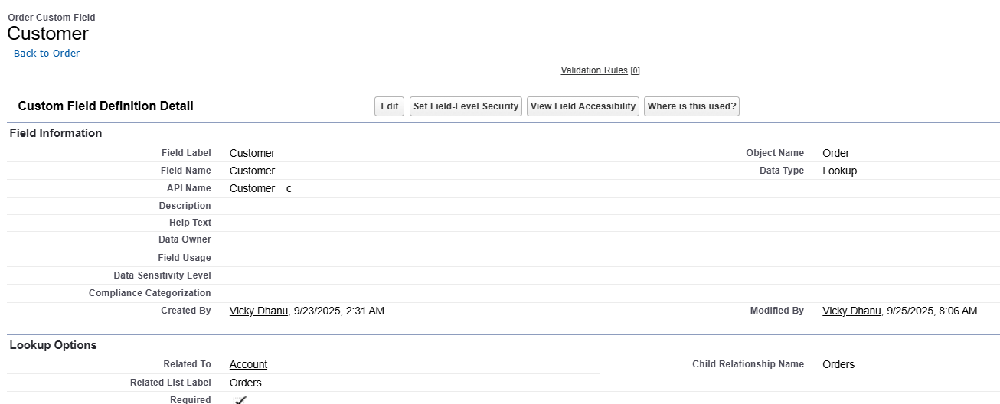 Order Custom Field
Customer
Back to Order
Validation Rules [0]
Custom Field Definition Detail Edit Set Field-Level Security View Field Accessibility Where is this used?
Field Information
Field Label Customer Object Name Order
Field Name Customer Data Type Lookup
API Name Customer__c
Description
Help Text
Data Owner
Field Usage
Data Sensitivity Level
Compliance Categorization
Created By Vicky Dhanu, 9/23/2025, 2:31 AM Modified By Vicky Dhanu, 9/25/2025, 8:06 AM
Lookup Options
Related To Account Child Relationship Name Orders
Related List Label Orders
Required